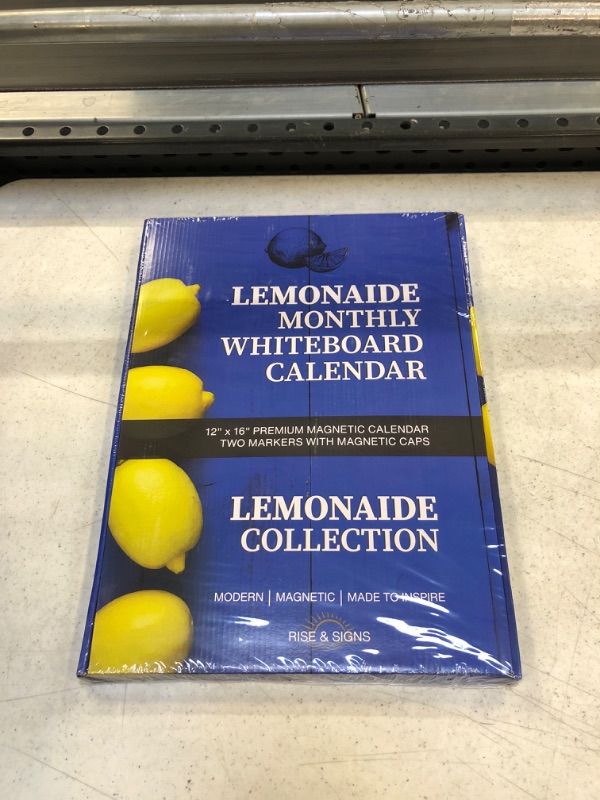 LEMONAIDE
MONTHLY
WHITEBOARD
CALENDAR
12" x 16" PREMIUM MAGNETIC CALENDAR
TWO MARKERS WITH MAGNETIC CAPS
LEMONAIDE
COLLECTION
MODERN | MAGNETIC | MADE TO INSPIRE
RISE & SIGNS